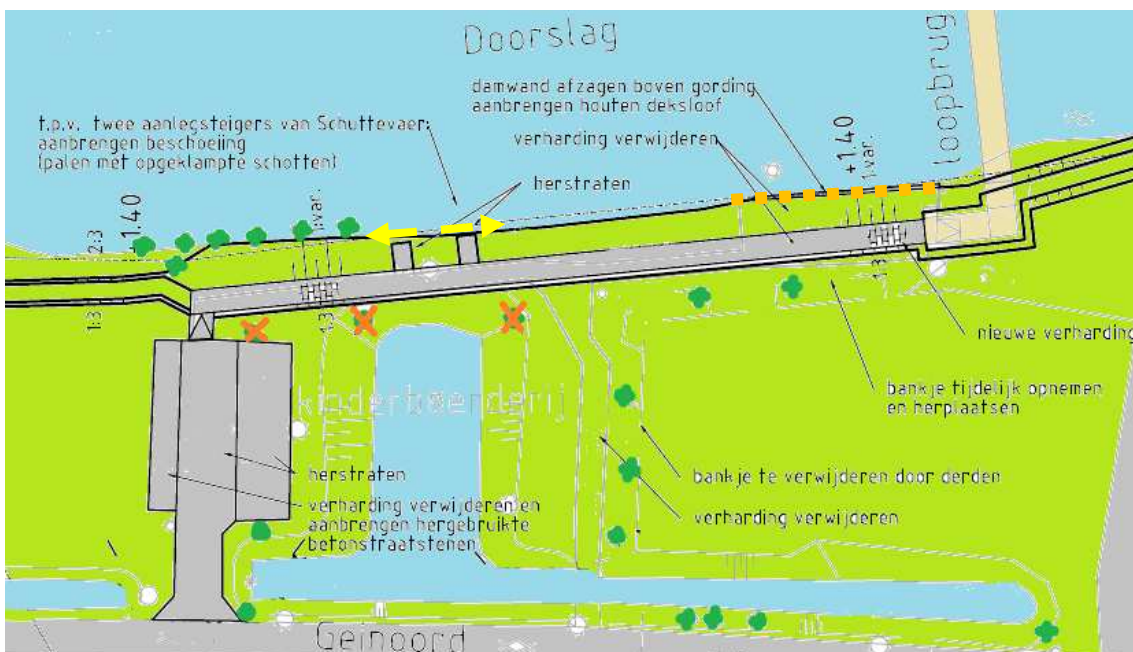 Doorslag
loopbrug
damwand afzagen boven gording
aanbrengen houten deksloof
t.p.v. twee aanlegsteigers van Schuttevaer:
aanbrengen beschoeiing
(palen met opgeklampte schotten)
verharding verwijderen
herstraten
+1.40
1:var.
2:3
1.40
1:var.
1:3
1:3
1:3
nieuwe verharding
bankje tijdelijk opnemen
en herplaatsen
kinderboerderij
herstraten
verharding verwijderen en
aanbrengen hergebruikte
betonstraatstenen
bankje te verwijderen door derden
verharding verwijderen
Geinoord